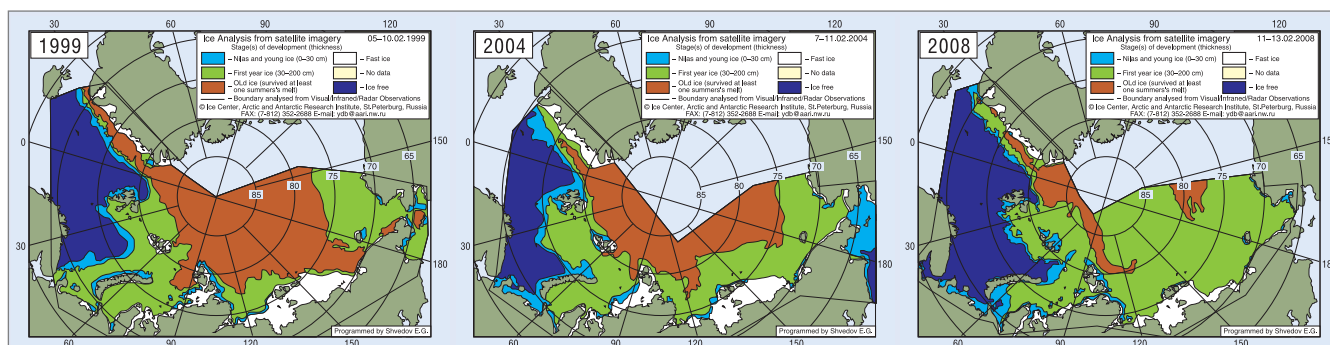 30
60
90
120
1999
Ice Analysis from satellite imagery 05–10.02.1999
Stage(s) of development (thickness)
– Nilas and young ice (0–30 cm)
– Fast ice
– First year ice (30–200 cm)
– No data
– OLd ice (survived at least
one summers's melt)
– Ice free
– Boundary analysed from Visual/Infraned/Radar Observations
© Ice Center, Arctic and Antarctic Research Institute, St.Peterburg, Russia
FAX: (7-812) 352-2688 E-mail: ydb@aari.nw.ru
0
150
65
70
75
80
85
30
180
Programmed by Shvedov E.G.
60
90
120
150
30
60
90
120
2004
Ice Analysis from satellite imagery 7–11.02.2004
Stage(s) of development (thickness)
– Nilas and young ice (0–30 cm)
– Fast ice
– First year ice (30–200 cm)
– No data
– OLd ice (survived at least
one summers's melt)
– Ice free
– Boundary analysed from Visual/Infraned/Radar Observations
© Ice Center, Arctic and Antarctic Research Institute, St.Peterburg, Russia
FAX: (7-812) 352-2688 E-mail: ydb@aari.nw.ru
0
150
65
70
75
80
85
30
180
Programmed by Shvedov E.G.
60
90
120
150
30
60
90
120
2008
Ice Analysis from satellite imagery 11–13.02.2008
Stage(s) of development (thickness)
– Nilas and young ice (0–30 cm)
– Fast ice
– First year ice (30–200 cm)
– No data
– OLd ice (survived at least
one summers's melt)
– Ice free
– Boundary analysed from Visual/Infraned/Radar Observations
© Ice Center, Arctic and Antarctic Research Institute, St.Peterburg, Russia
FAX: (7-812) 352-2688 E-mail: ydb@aari.nw.ru
0
150
65
70
75
80
85
30
180
Programmed by Shvedov E.G.
60
90
120
150